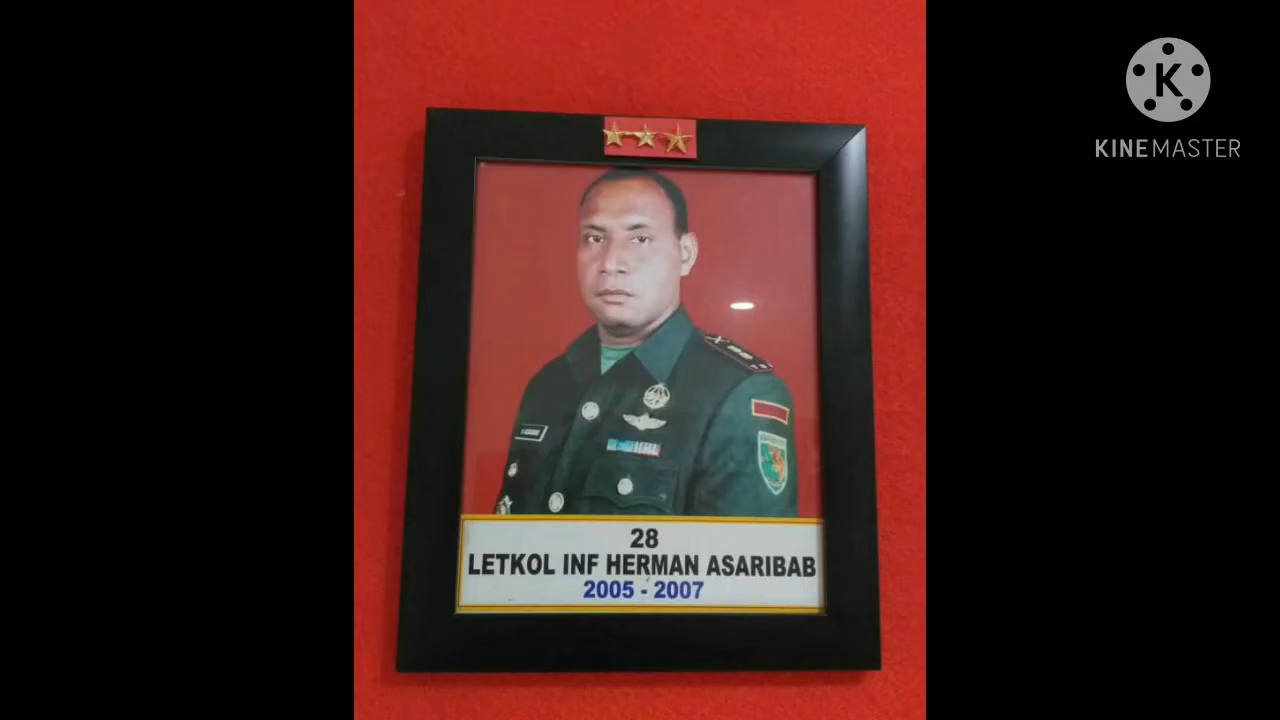 K
KINEMASTER
28
LETKOL INF HERMAN ASARIBAB
2005 - 2007